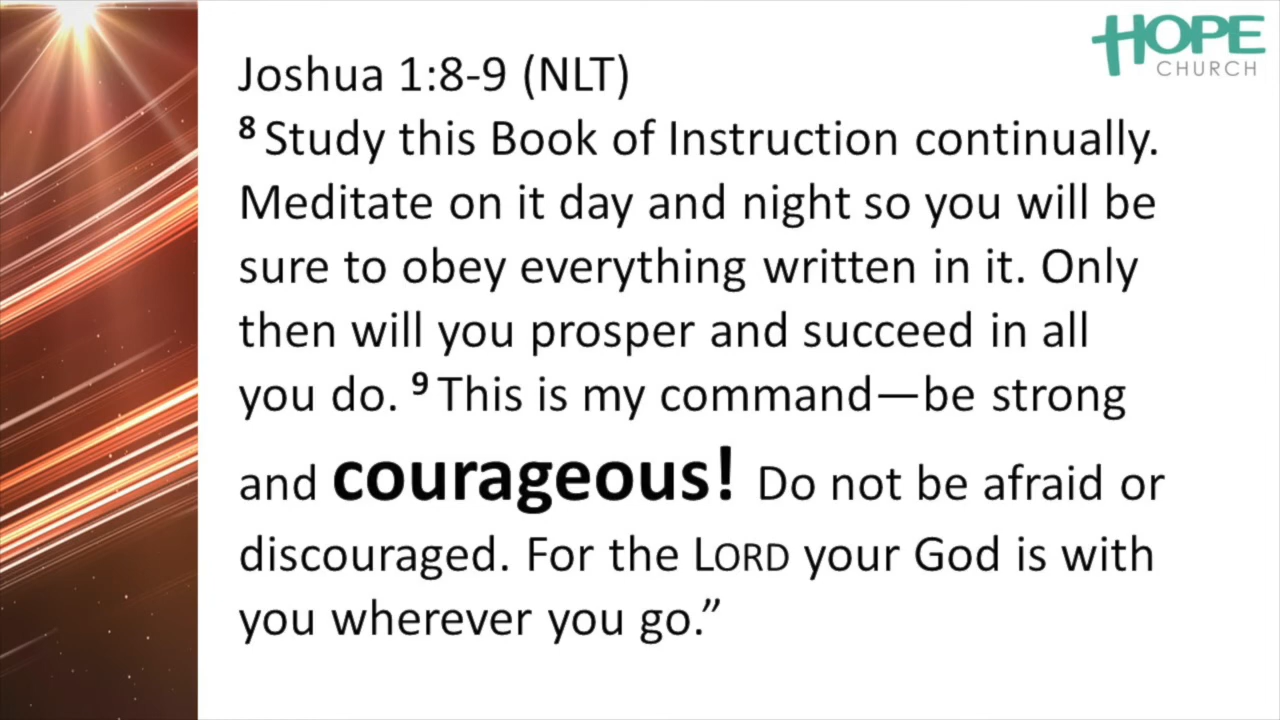 HOPE
CHURCH
Joshua 1:8-9 (NLT)
⁸ Study this Book of Instruction continually.
Meditate on it day and night so you will be
sure to obey everything written in it. Only
then will you prosper and succeed in all
you do. ⁹ This is my command—be strong
and courageous! Do not be afraid or
discouraged. For the LORD your God is with
you wherever you go.”